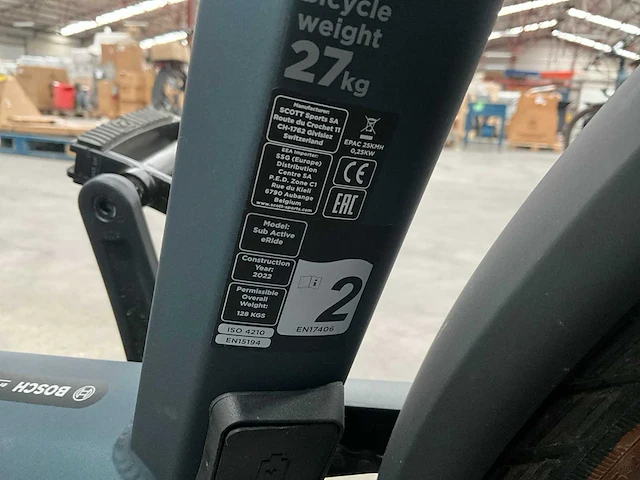 Bicycle
weight
27kg
Manufacturer:
SCOTT Sports SA
Route du Crochet 11
CH-1762 Givisiez
Switzerland
EPAC 25KMH
0,25KW
EEA Importer:
SSG (Europe)
Distribution
Centre SA
P.E.D. Zone C1
Rue du Kiell
6790 Aubange
Belgium
www.scott-sports.com
CE
EAC
Model:
Sub Active
eRide
Construction
Year:
2022
Permissible
Overall
Weight:
128 KGS
i
2
EN17406
ISO 4210
EN15194
BOSCH